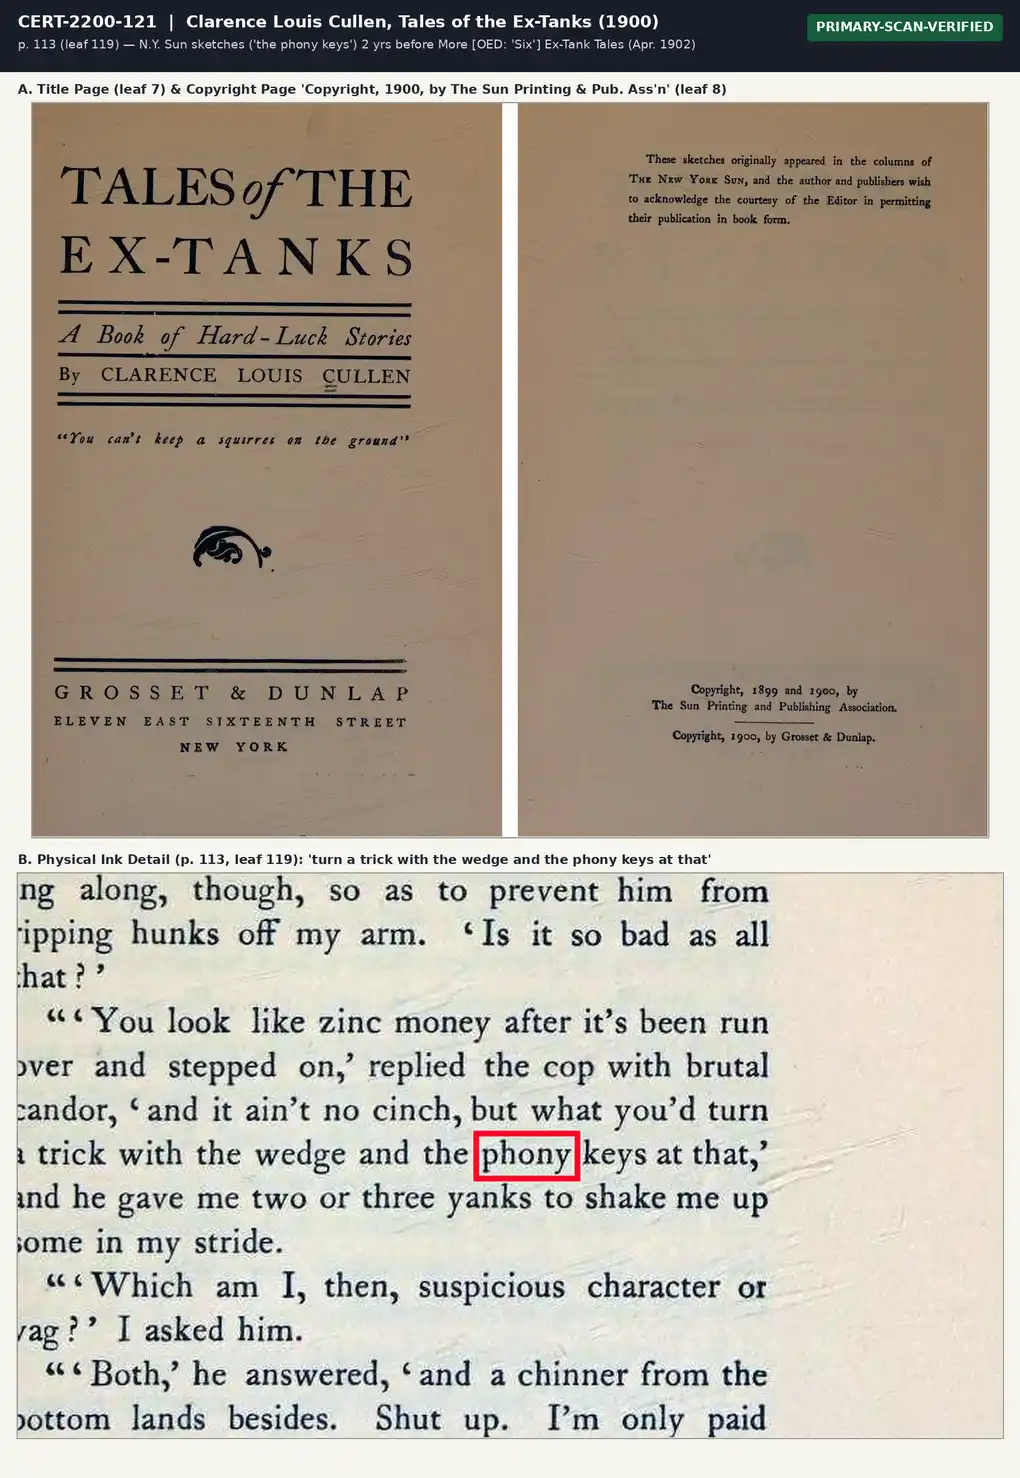 CERT-2200-121 | Clarence Louis Cullen, Tales of the Ex-Tanks (1900)
p. 113 (leaf 119) — N.Y. Sun sketches ('the phony keys') 2 yrs before More [OED: 'Six'] Ex-Tank Tales (Apr. 1902)
PRIMARY-SCAN-VERIFIED
A. Title Page (leaf 7) & Copyright Page 'Copyright, 1900, by The Sun Printing & Pub. Ass'n' (leaf 8)
TALES of THE
EX-TANKS
A Book of Hard-Luck Stories
By CLARENCE LOUIS CULLEN
“You can't keep a squirrel on the ground”
GROSSET & DUNLAP
ELEVEN EAST SIXTEENTH STREET
NEW YORK
These sketches originally appeared in the columns of
THE NEW YORK SUN, and the author and publishers wish
to acknowledge the courtesy of the Editor in permitting
their publication in book form.
Copyright, 1899 and 1900, by
The Sun Printing and Publishing Association.
Copyright, 1900, by Grosset & Dunlap.
B. Physical Ink Detail (p. 113, leaf 119): 'turn a trick with the wedge and the phony keys at that'
ng along, though, so as to prevent him from
ipping hunks off my arm. ‘Is it so bad as all
hat?’
“‘You look like zinc money after it's been run
over and stepped on,’ replied the cop with brutal
candor, ‘and it ain't no cinch, but what you'd turn
a trick with the wedge and the phony keys at that,’
and he gave me two or three yanks to shake me up
some in my stride.
“‘Which am I, then, suspicious character or
vag?’ I asked him.
“‘Both,’ he answered, ‘and a chinner from the
bottom lands besides. Shut up. I'm only paid